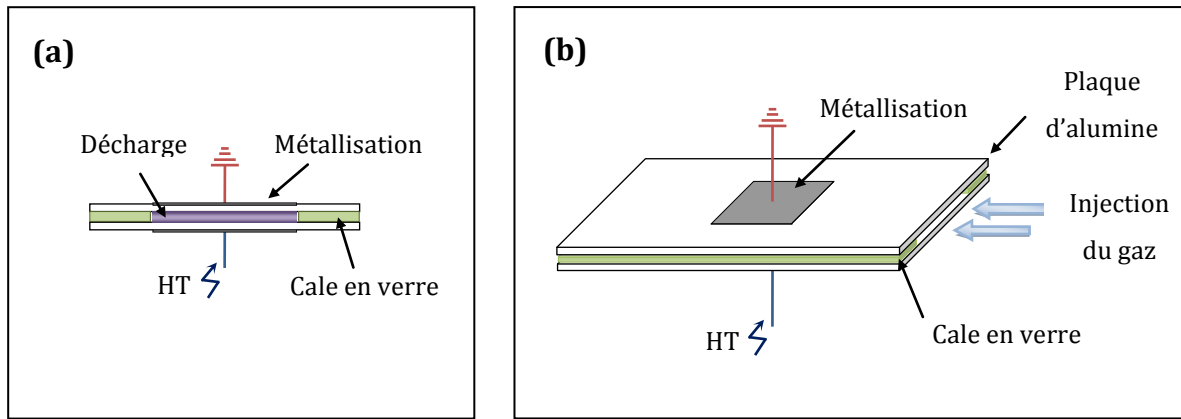 (a)
Décharge
Métallisation
HT
Cale en verre
(b)
Métallisation
Plaque
d'alumine
Injection
du gaz
HT
Cale en verre